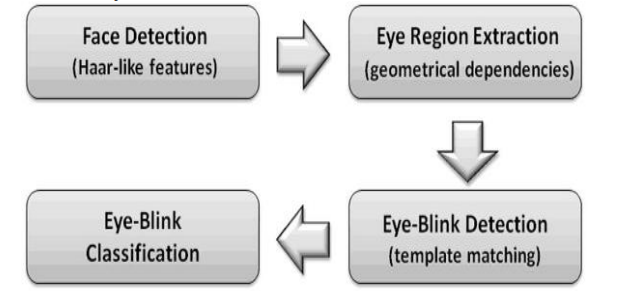 Face Detection
(Haar-like features)
Eye Region Extraction
(geometrical dependencies)
Eye-Blink Detection
(template matching)
Eye-Blink
Classification